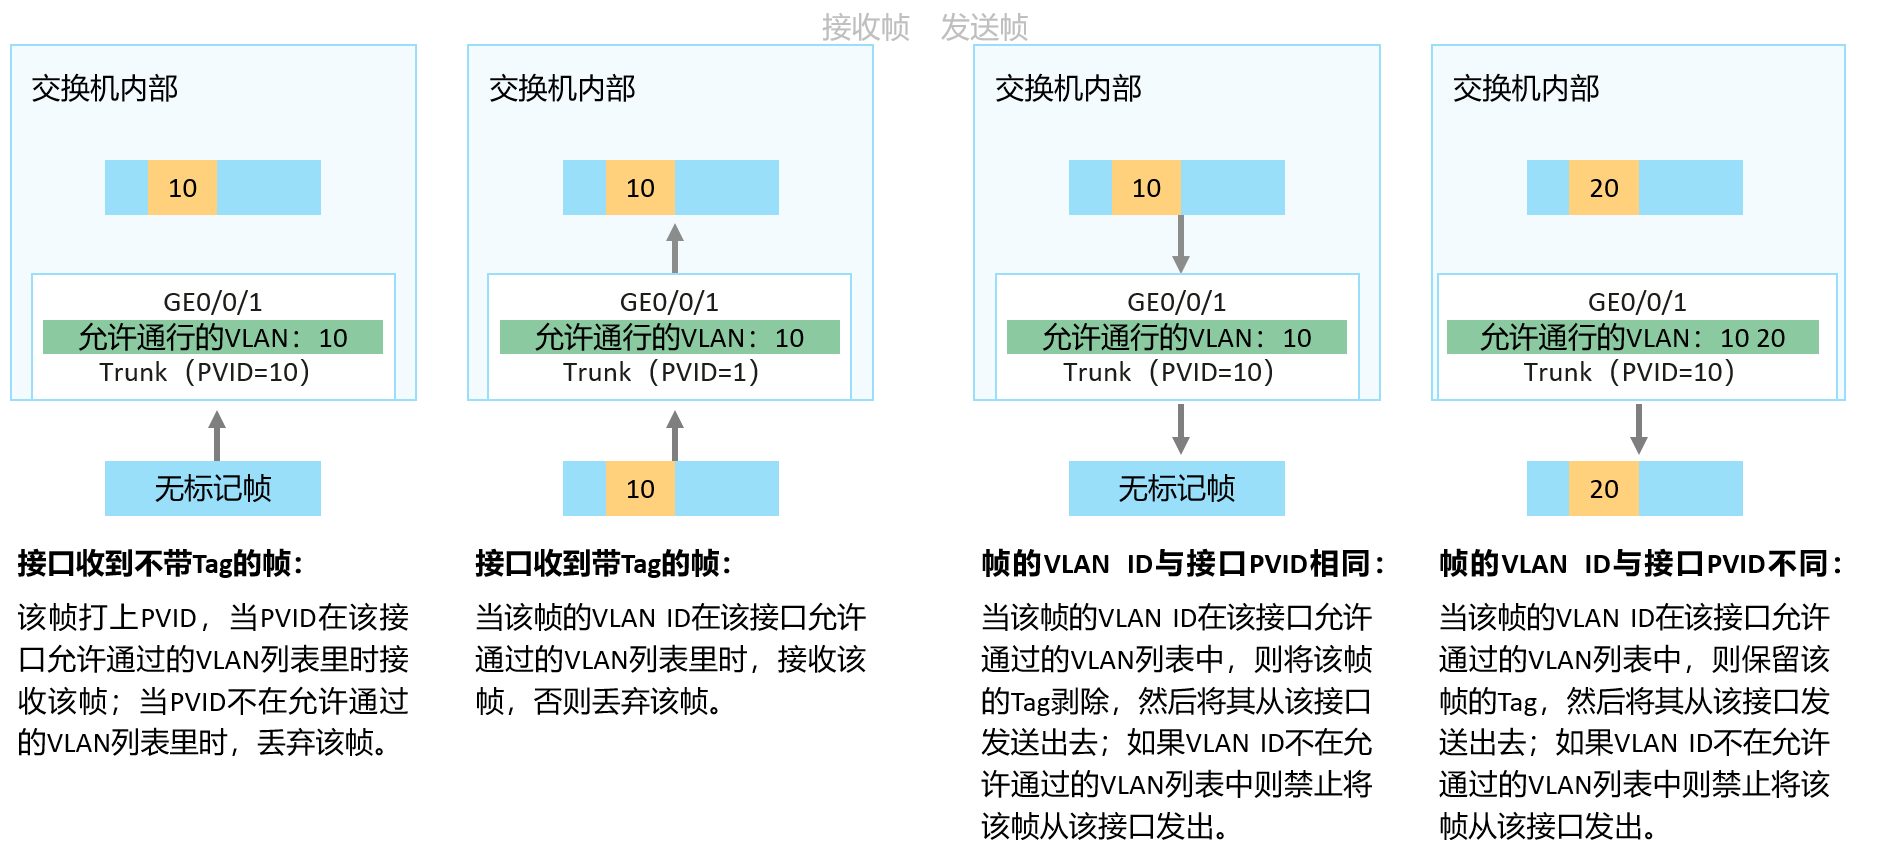 接收帧 发送帧
交换机内部
10
GE0/0/1
允许通行的VLAN：10
Trunk（PVID=10）
无标记帧
接口收到不带Tag的帧：
该帧打上PVID，当PVID在该接
口允许通过的VLAN列表里时接
收该帧；当PVID不在允许通过
的VLAN列表里时，丢弃该帧。
交换机内部
10
GE0/0/1
允许通行的VLAN：10
Trunk（PVID=1）
10
接口收到带Tag的帧：
当该帧的VLAN ID在该接口允许
通过的VLAN列表里时，接收该
帧，否则丢弃该帧。
交换机内部
10
GE0/0/1
允许通行的VLAN：10
Trunk（PVID=10）
无标记帧
帧的VLAN ID与接口PVID相同：
当该帧的VLAN ID在该接口允许
通过的VLAN列表中，则将该帧
的Tag剥除，然后将其从该接口
发送出去；如果VLAN ID不在允
许通过的VLAN列表中则禁止将
该帧从该接口发出。
交换机内部
20
GE0/0/1
允许通行的VLAN：10 20
Trunk（PVID=10）
20
帧的VLAN ID与接口PVID不同：
当该帧的VLAN ID在该接口允许
通过的VLAN列表中，则保留该
帧的Tag，然后将其从该接口发
送出去；如果VLAN ID不在允许
通过的VLAN列表中则禁止将该
帧从该接口发出。